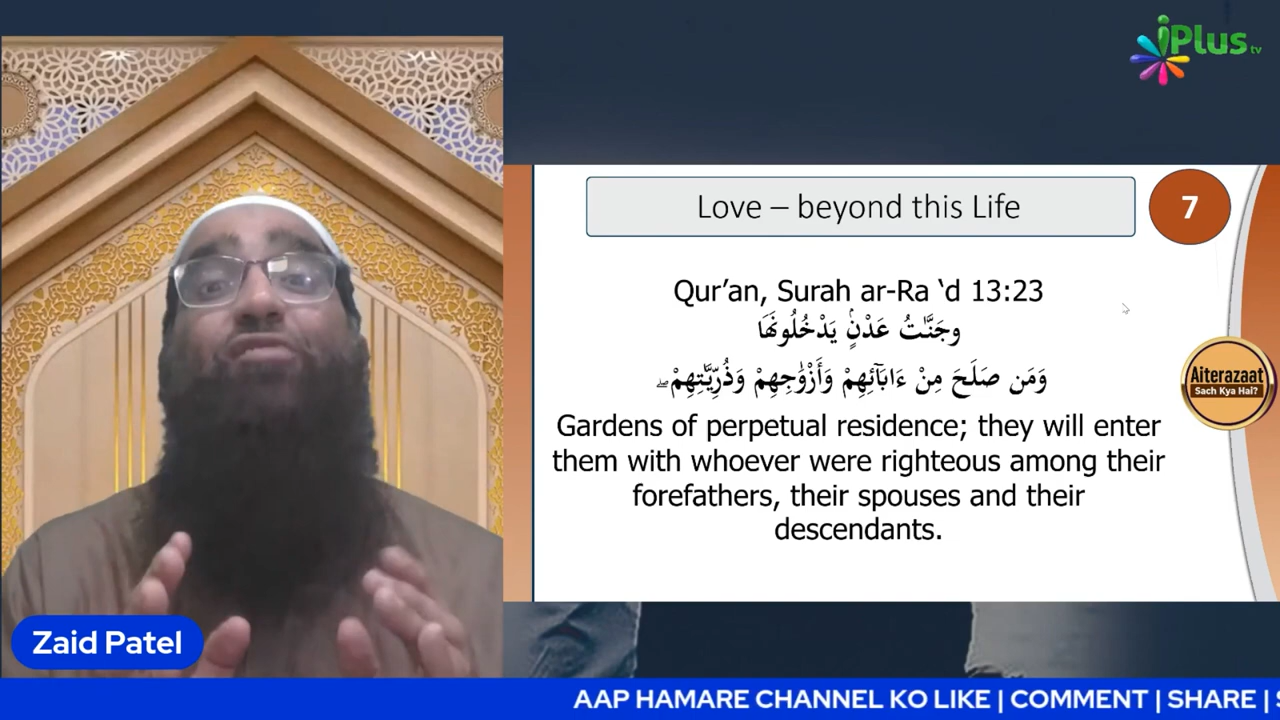 iPlus tv
Love – beyond this Life
7
Qur’an, Surah ar-Ra ‘d 13:23
وجَنَّـٰتُ عَدْنٍ يَدْخُلُونَهَا
وَمَن صَلَحَ مِنْ ءَابَآئِهِمْ وَأَزْوَٰجِهِمْ وَذُرِّيَّـٰتِهِمْ ۖ
Gardens of perpetual residence; they will enter
them with whoever were righteous among their
forefathers, their spouses and their
descendants.
Aiterazaat
Sach Kya Hai?
Zaid Patel
AAP HAMARE CHANNEL KO LIKE | COMMENT | SHARE |